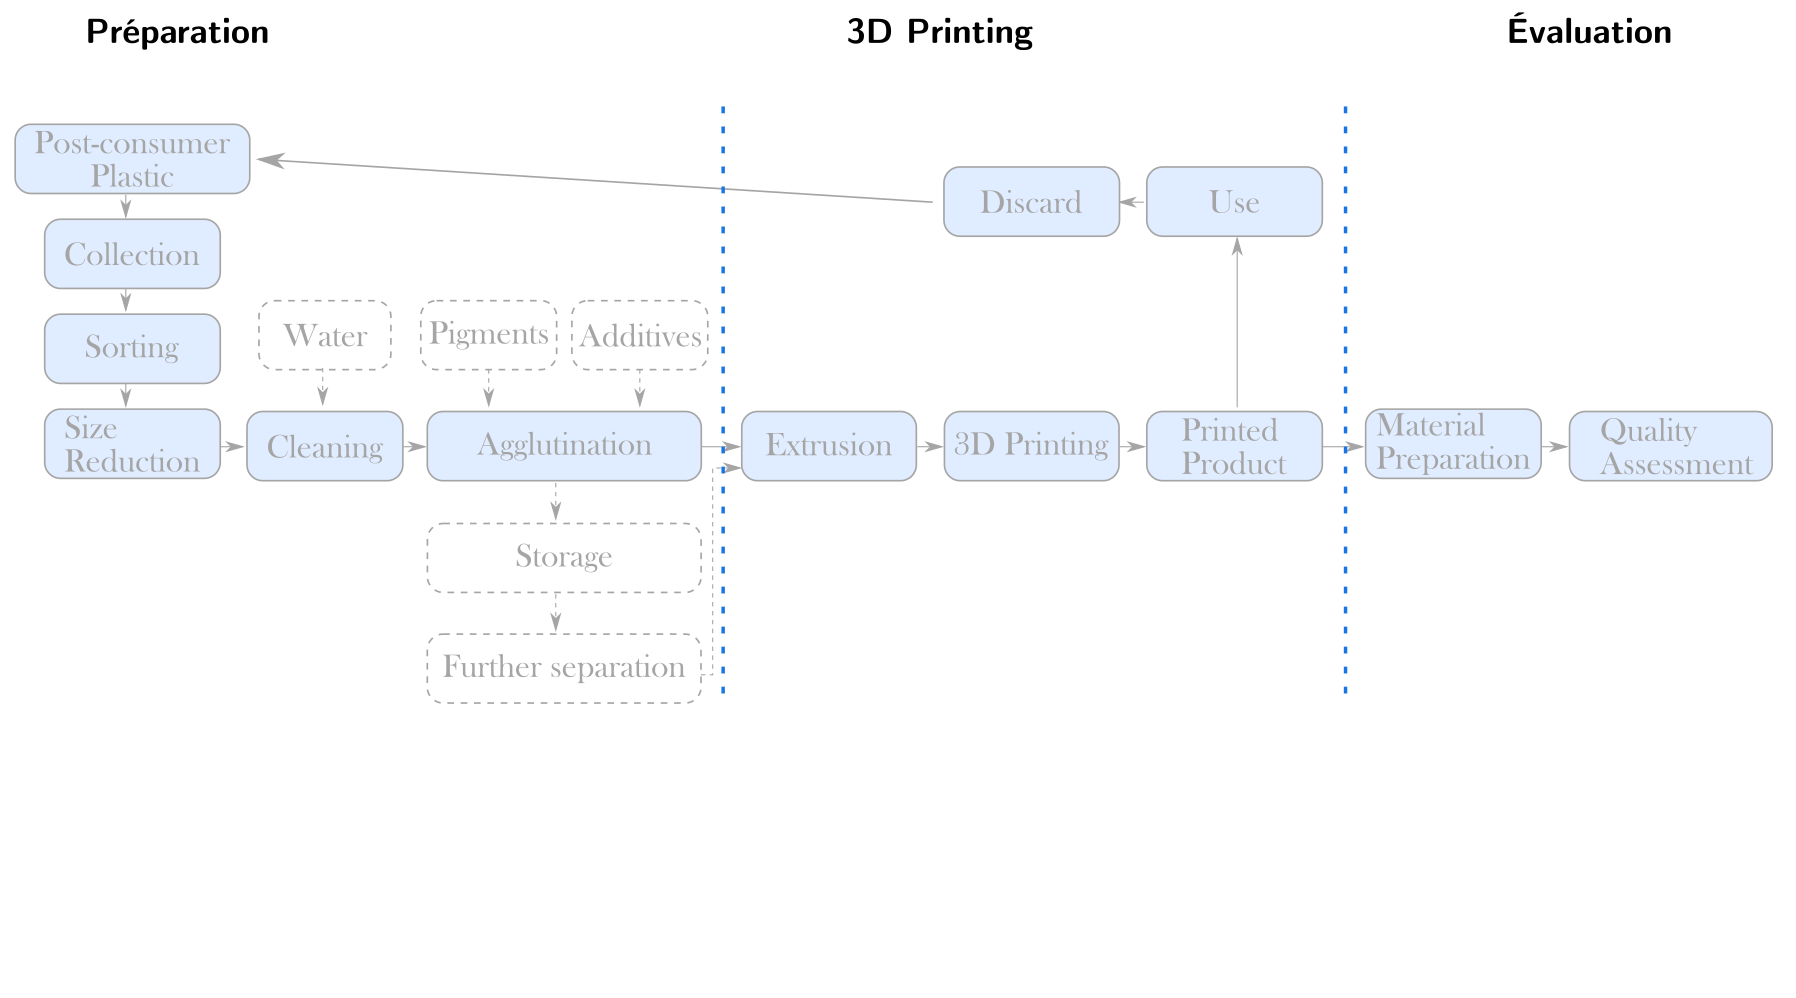 Préparation
3D Printing
Évaluation
Post-consumer
Plastic
Discard
Use
Collection
Sorting
Water
Pigments
Additives
Size
Reduction
Cleaning
Agglutination
Extrusion
3D Printing
Printed
Product
Material
Preparation
Quality
Assessment
Storage
Further separation